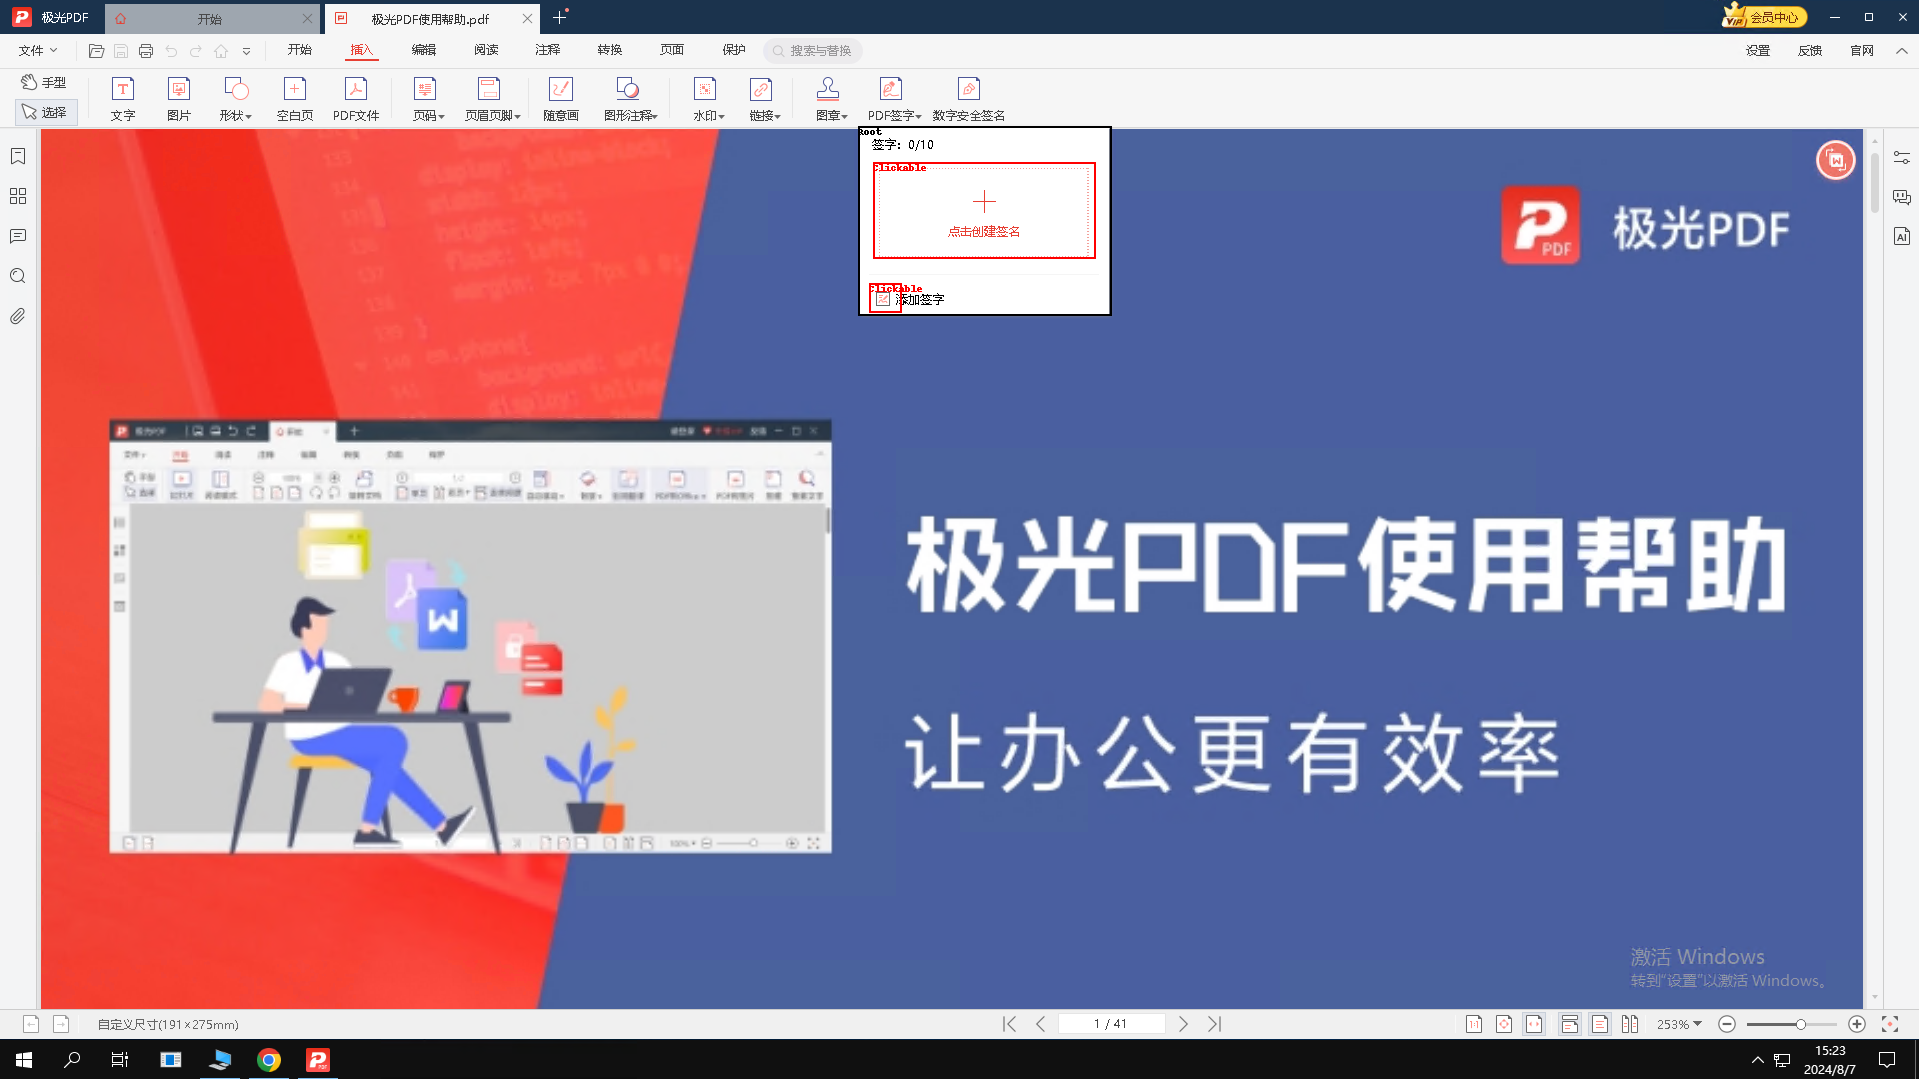 极光PDF
开始
极光PDF使用帮助.pdf
会员中心
文件
开始
插入
编辑
阅读
注释
转换
页面
保护
搜索与替换
设置
反馈
官网
手型
选择
文字
图片
形状
空白页
PDF文件
页码
页眉页脚
随意画
图形注释
水印
链接
图章
PDF签字
数字安全签名
Root
签字：0/10
Clickable
点击创建签名
Clickable
添加签字
极光PDF
极光PDF使用帮助
让办公更有效率
激活 Windows
转到"设置"以激活 Windows。
自定义尺寸(191×275mm)
1 / 41
253%
15:23
2024/8/7